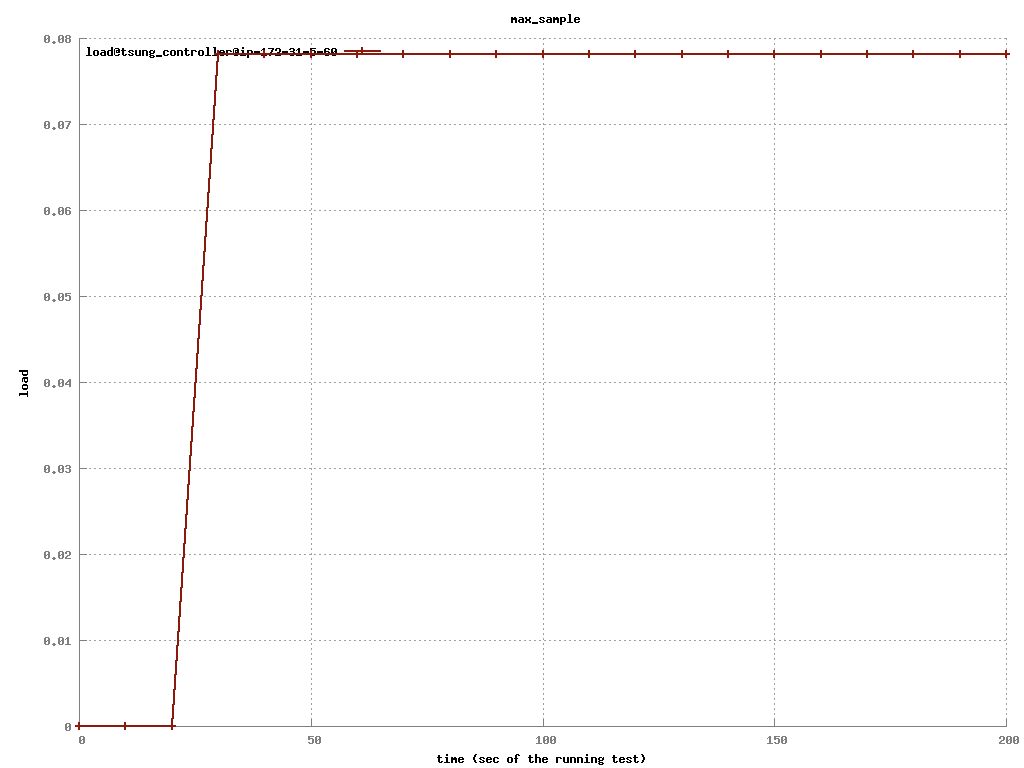 max_sample
0.08
load@tsung_controller@ip-172-31-5-60
0.07
0.06
0.05
0.04
load
0.03
0.02
0.01
0
0 50 100 150 200
time (sec of the running test)